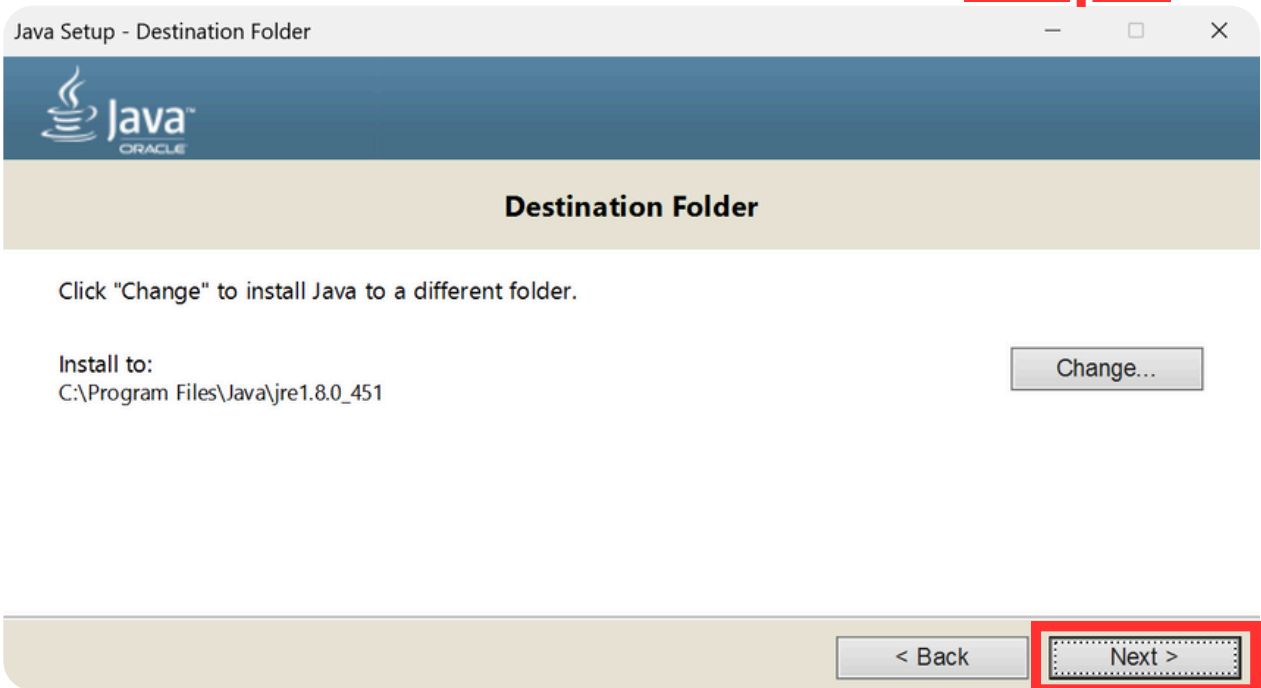 Java Setup - Destination Folder
Java™
ORACLE
Destination Folder
Click "Change" to install Java to a different folder.
Install to:
Change...
C:\Program Files\Java\jre1.8.0_451
< Back
Next >